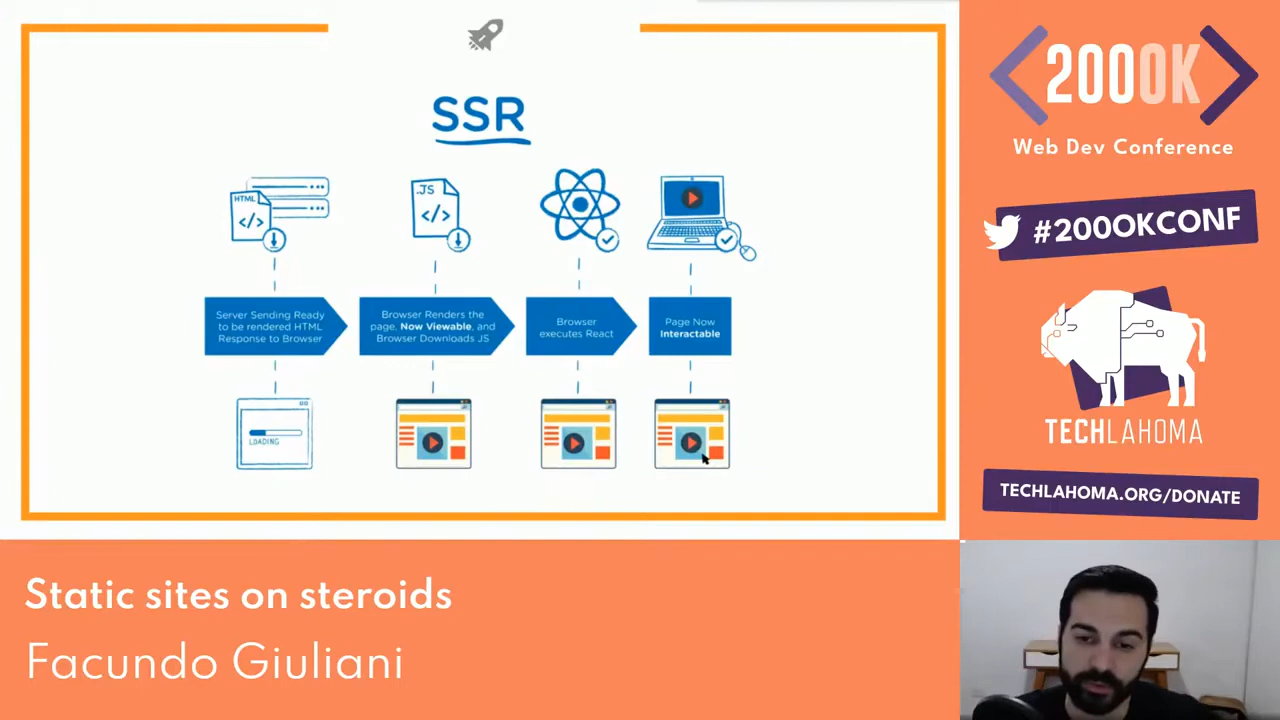 SSR
HTML
</>
.JS
</>
Server Sending Ready
to be rendered HTML
Response to Browser
Browser Renders the
page, Now Viewable, and
Browser Downloads JS
Browser
executes React
Page Now
Interactable
LOADING
200OK
Web Dev Conference
#200OKCONF
TECHLAHOMA
TECHLAHOMA.ORG/DONATE
Static sites on steroids
Facundo Giuliani